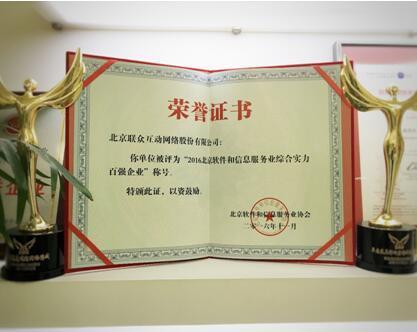 荣誉证书
北京联众互动网络股份有限公司：
你单位被评为“2016北京软件和信息服务业综合实力
百强企业”称号。
特颁此证，以资鼓励。
北京软件和信息服务业协会
二〇一六年十一月